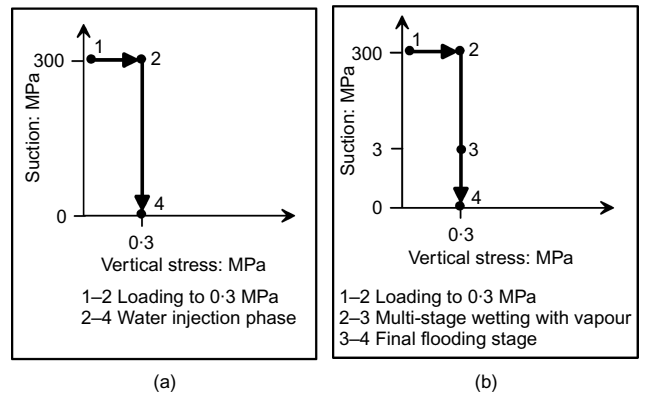 Suction: MPa
300
0
1
2
4
0·3
Vertical stress: MPa
1–2 Loading to 0·3 MPa
2–4 Water injection phase
(a)
Suction: MPa
300
3
0
1
2
3
4
0·3
Vertical stress: MPa
1–2 Loading to 0·3 MPa
2–3 Multi-stage wetting with vapour
3–4 Final flooding stage
(b)